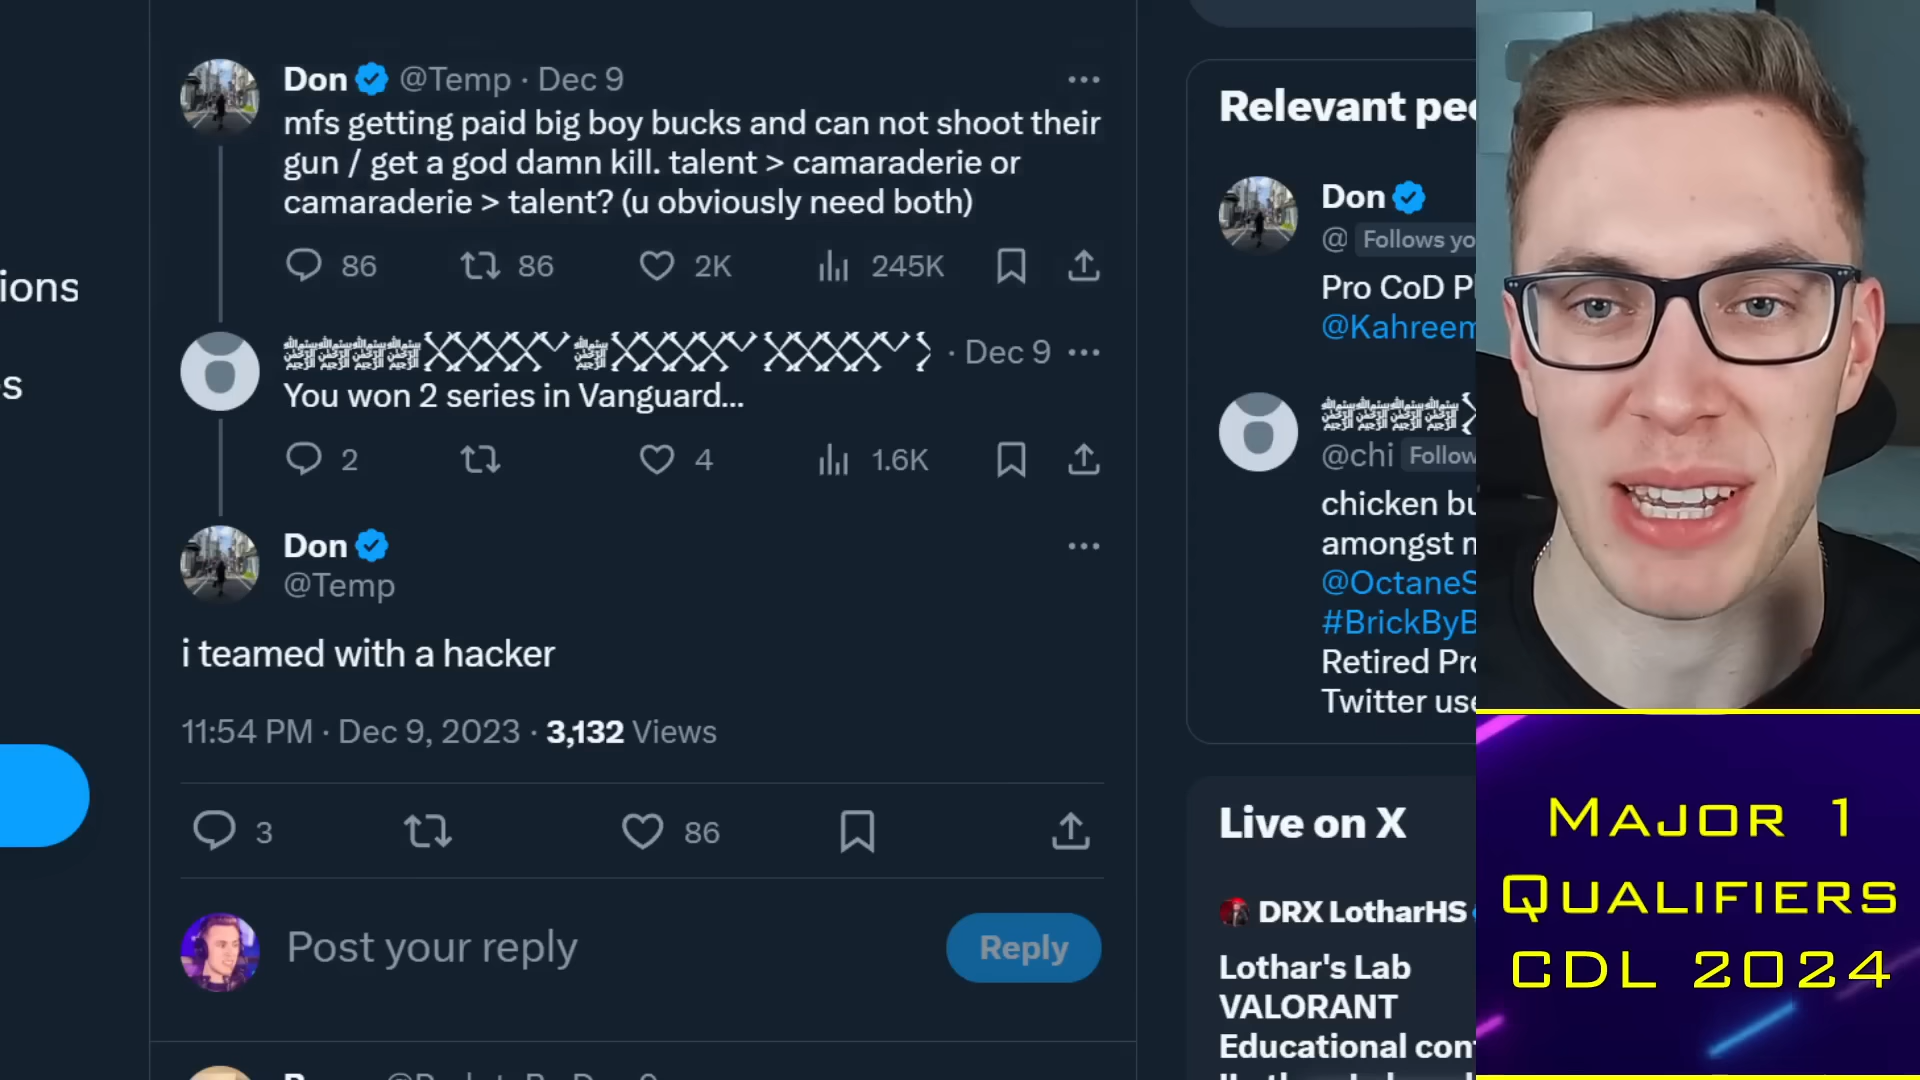 Don @Temp · Dec 9
mfs getting paid big boy bucks and can not shoot their
gun / get a god damn kill. talent > camaraderie or
camaraderie > talent? (u obviously need both)
86 86 2K 245K
﷽﷽﷽﷽ ﷽ · Dec 9
You won 2 series in Vanguard...
2 4 1.6K
Don
@Temp
i teamed with a hacker
11:54 PM · Dec 9, 2023 · 3,132 Views
3 86
Post your reply
Reply
ions
s
Relevant peo
Don
@ Follows yo
Pro CoD Pl
@Kahreem
﷽﷽﷽﷽
@chi Follow
chicken bu
amongst
@OctaneS
#BrickByB
Retired Pro
Twitter use
Live on X
DRX LotharHS
Lothar's Lab
VALORANT
Educational con
MAJOR 1
QUALIFIERS
CDL 2024